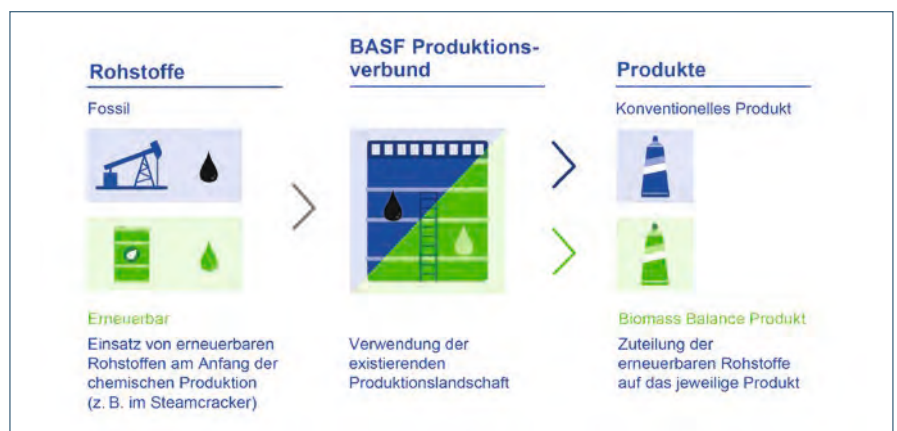 Rohstoffe
Fossil
Erneuerbar
Einsatz von erneuerbaren
Rohstoffen am Anfang der
chemischen Produktion
(z. B. im Steamcracker)
BASF Produktions-
verbund
Verwendung der
existierenden
Produktionslandschaft
Produkte
Konventionelles Produkt
Biomass Balance Produkt
Zuteilung der
erneuerbaren Rohstoffe
auf das jeweilige Produkt